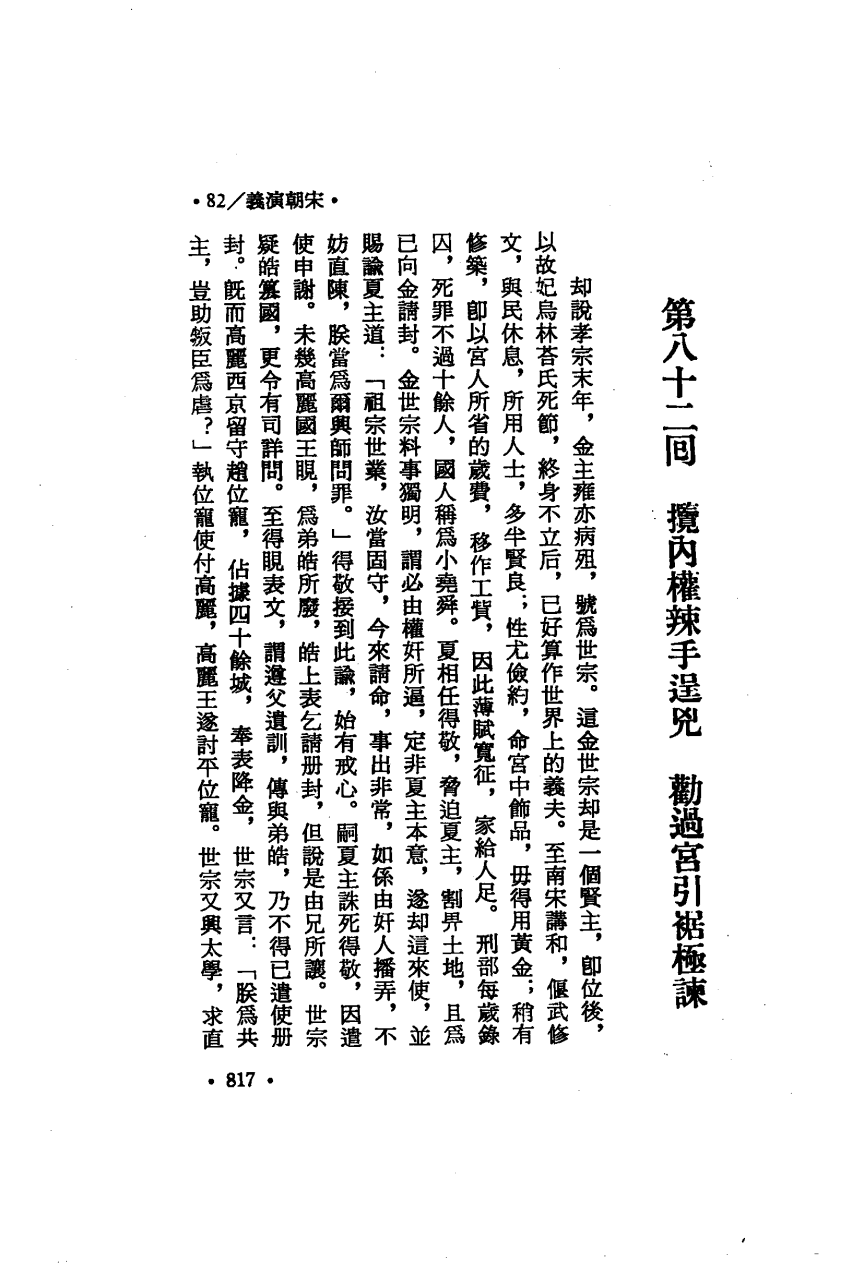 •82／義演朝宋•
第八十二回　攬內權辣手逞兇　勸過宮引裾極諫
却說孝宗末年，金主雍亦病殂，號爲世宗。這金世宗却是一個賢主，卽位後，
以故妃烏林荅氏死節，終身不立后，已好算作世界上的義夫。至南宋講和，偃武修
文，與民休息，所用人士，多半賢良；性尤儉約，命宮中飾品，毋得用黃金；稍有
修築，卽以宮人所省的歲費，移作工貲，因此薄賦寬征，家給人足。刑部每歲錄
囚，死罪不過十餘人，國人稱爲小堯舜。夏相任得敬，脅迫夏主，割畀土地，且爲
已向金請封。金世宗料事獨明，謂必由權奸所逼，定非夏主本意，遂却這來使，並
賜諭夏主道：「祖宗世業，汝當固守，今來請命，事出非常，如係由奸人播弄，不
妨直陳，朕當爲爾興師問罪。」得敬接到此諭，始有戒心。嗣夏主誅死得敬，因遣
使申謝。未幾高麗國王晛，爲弟皓所廢，皓上表乞請册封，但說是由兄所讓。世宗
疑皓篡國，更令有司詳問。至得晛表文，謂遵父遺訓，傳與弟皓，乃不得已遣使册
封。旣而高麗西京留守趙位寵，佔據四十餘城，奉表降金，世宗又言：「朕爲共
主，豈助叛臣爲虐？」執位寵使付高麗，高麗王遂討平位寵。世宗又興太學，求直
•817•